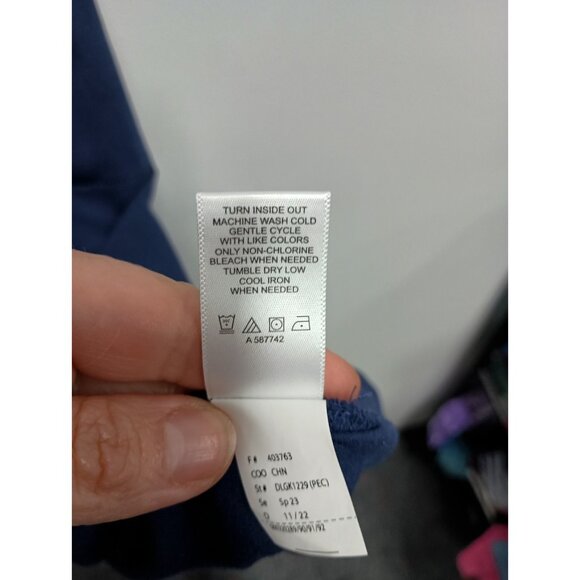 TURN INSIDE OUT
MACHINE WASH COLD
GENTLE CYCLE
WITH LIKE COLORS
ONLY NON-CHLORINE
BLEACH WHEN NEEDED
TUMBLE DRY LOW
COOL IRON
WHEN NEEDED
A 587742
F# 403763
COO CHN
St# DLGK1229 (PEC)
Se Sp 23
D 11 / 22